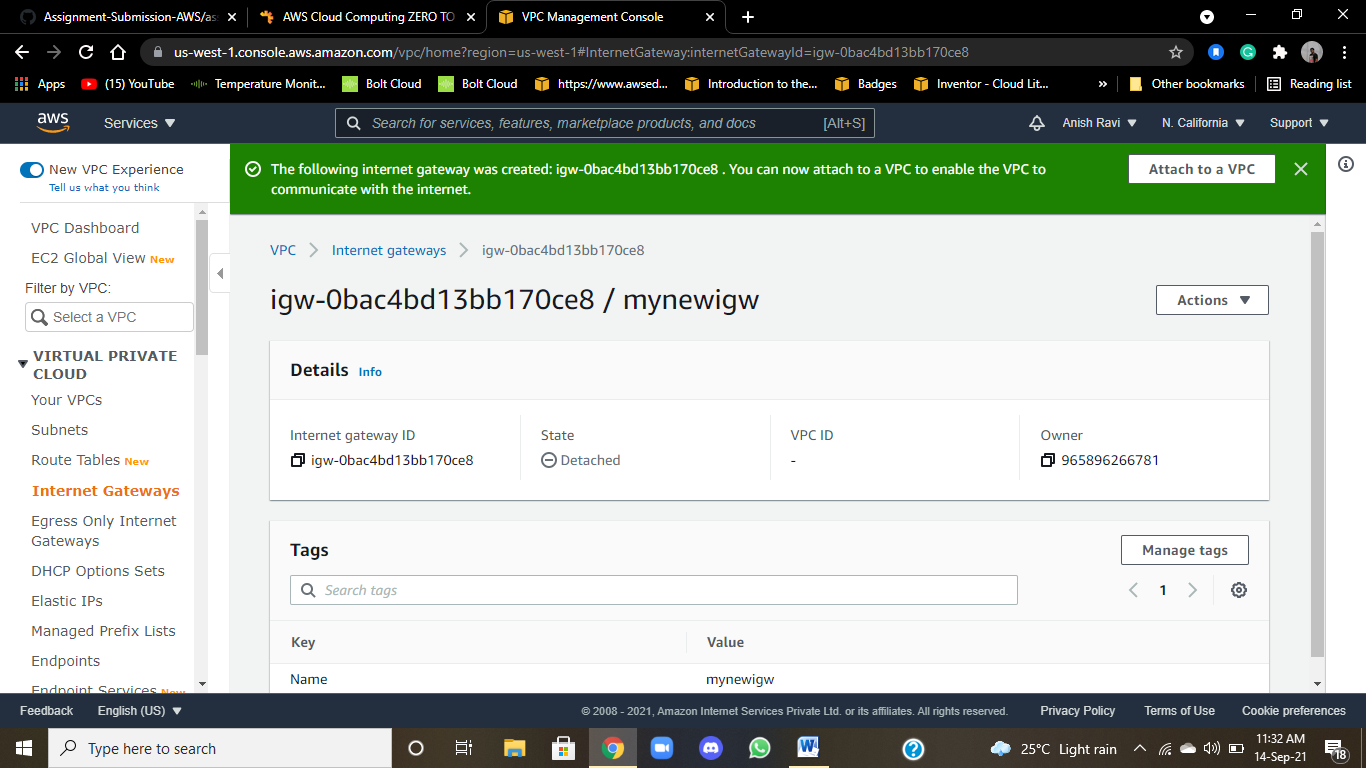 Assignment-Submission-AWS/as
AWS Cloud Computing ZERO TO
VPC Management Console
us-west-1.console.aws.amazon.com/vpc/home?region=us-west-1#InternetGateway:internetGatewayId=igw-0bac4bd13bb170ce8
Apps
(15) YouTube
Temperature Monit...
Bolt Cloud
Bolt Cloud
https://www.awsed...
Introduction to the...
Badges
Inventor - Cloud Lit...
»
Other bookmarks
Reading list
aws
Services
Search for services, features, marketplace products, and docs
[Alt+S]
Anish Ravi
N. California
Support
New VPC Experience
Tell us what you think
The following internet gateway was created: igw-0bac4bd13bb170ce8 . You can now attach to a VPC to enable the VPC to
communicate with the internet.
Attach to a VPC
VPC Dashboard
EC2 Global View New
Filter by VPC:
Select a VPC
VIRTUAL PRIVATE
CLOUD
Your VPCs
Subnets
Route Tables New
Internet Gateways
Egress Only Internet
Gateways
DHCP Options Sets
Elastic IPs
Managed Prefix Lists
Endpoints
Endpoint Services New
VPC
Internet gateways
igw-0bac4bd13bb170ce8
igw-0bac4bd13bb170ce8 / mynewigw
Actions
Details Info
Internet gateway ID
igw-0bac4bd13bb170ce8
State
Detached
VPC ID
-
Owner
965896266781
Tags
Manage tags
Search tags
1
Key
Value
Name
mynewigw
Feedback
English (US)
© 2008 - 2021, Amazon Internet Services Private Ltd. or its affiliates. All rights reserved.
Privacy Policy
Terms of Use
Cookie preferences
Type here to search
25°C Light rain
11:32 AM
14-Sep-21
18